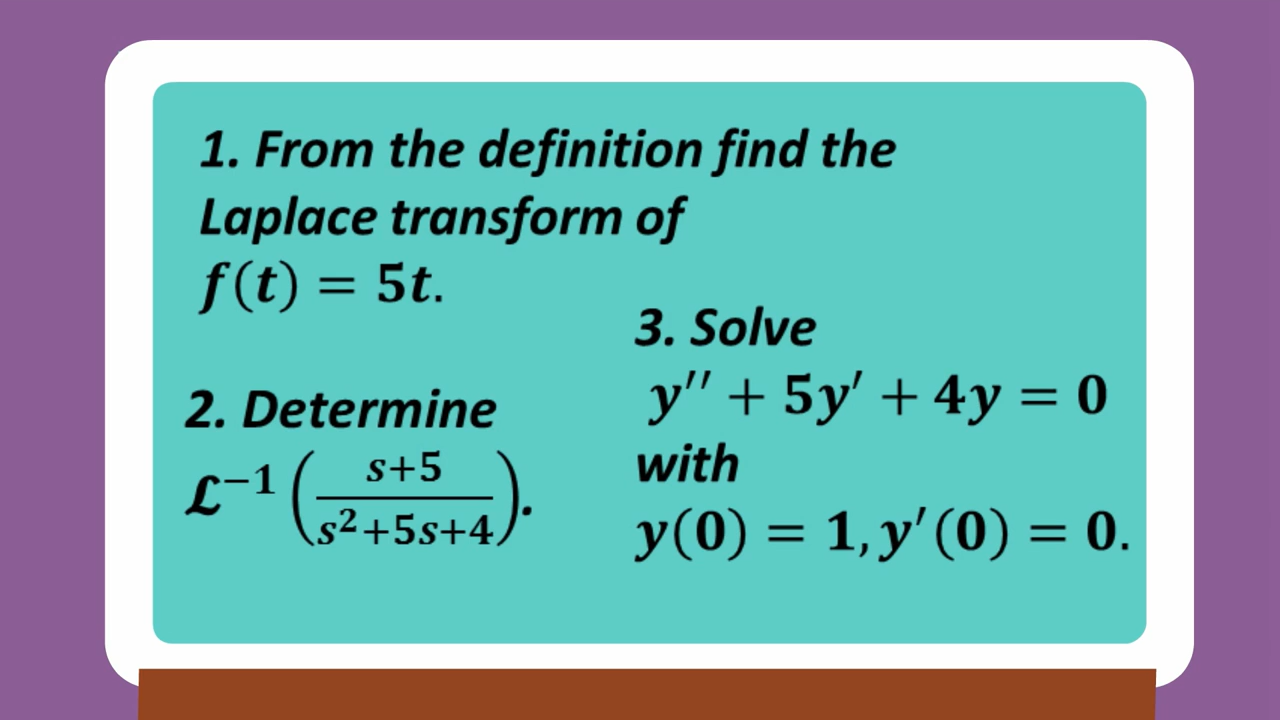 1. From the definition find the
Laplace transform of
f(t) = 5t.
2. Determine
ℒ⁻¹ ( (s+5) / (s²+5s+4) ).
3. Solve
y′′ + 5y′ + 4y = 0
with
y(0) = 1, y′(0) = 0.